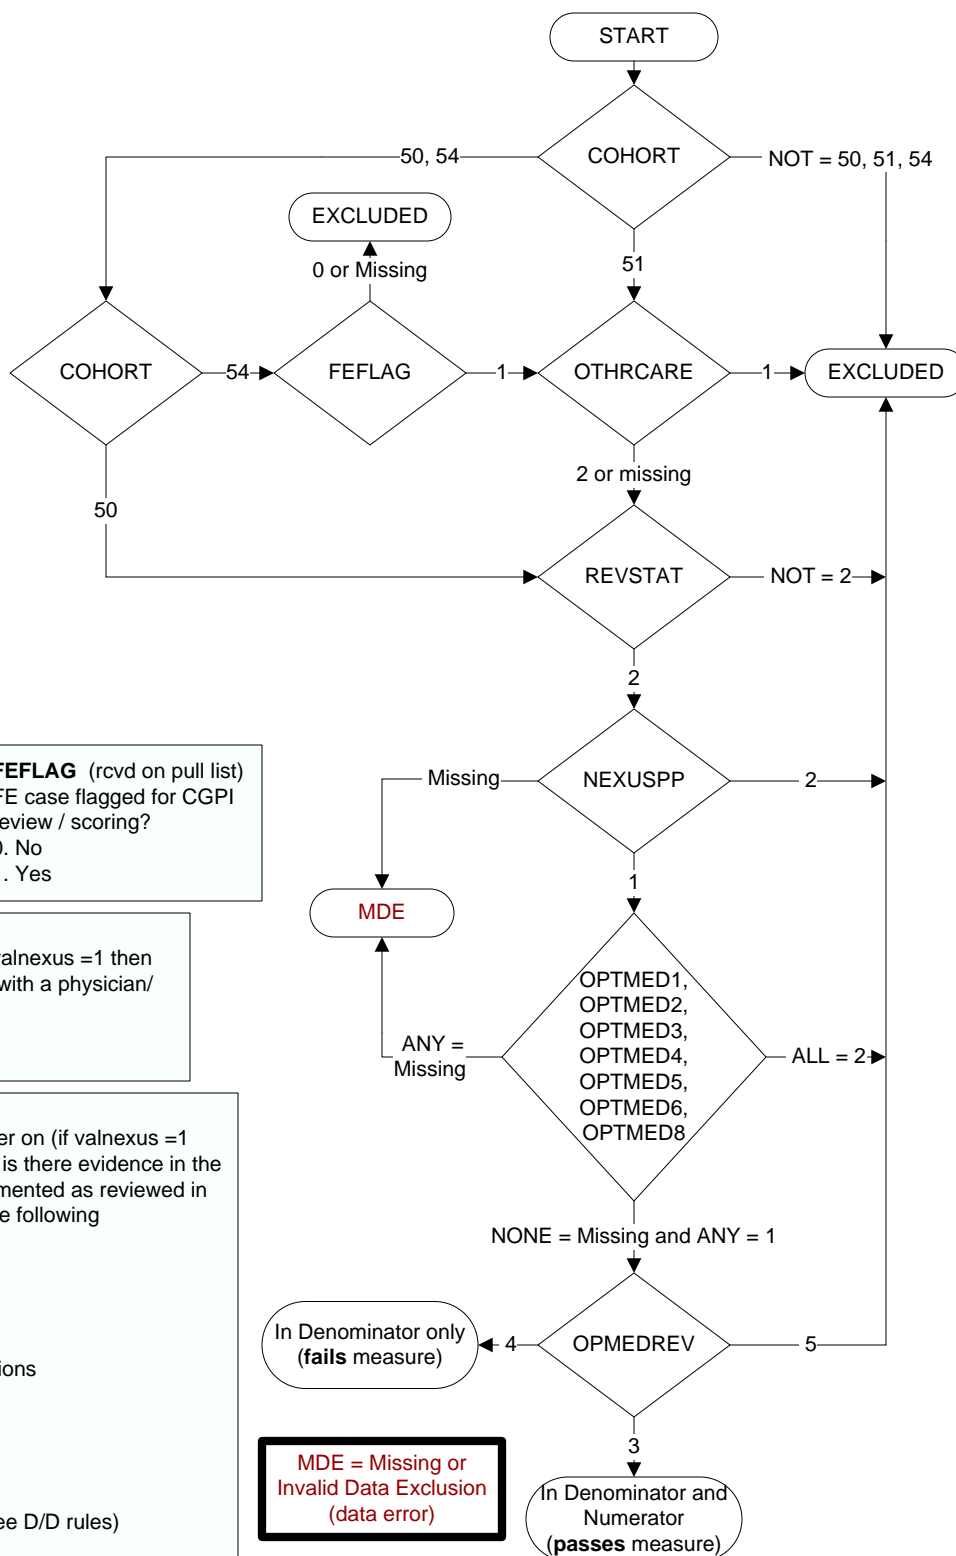 START
COHORT
50, 54
NOT = 50, 51, 54
EXCLUDED
0 or Missing
51
COHORT
54
FEFLAG
1
OTHRCARE
1
EXCLUDED
2 or missing
50
REVSTAT
NOT = 2
2
FEFLAG (rcvd on pull list)
FE case flagged for CGPI
eview / scoring?
0. No
. Yes
Missing
NEXUSPP
2
1
MDE
valnexus =1 then
with a physician/
OPTMED1,
OPTMED2,
OPTMED3,
OPTMED4,
OPTMED5,
OPTMED6,
OPTMED8
ANY =
Missing
ALL = 2
er on (if valnexus =1
is there evidence in the
mented as reviewed in
e following
ions
ee D/D rules)
NONE = Missing and ANY = 1
In Denominator only
(fails measure)
4
OPMEDREV
5
3
MDE = Missing or
Invalid Data Exclusion
(data error)
In Denominator and
Numerator
(passes measure)